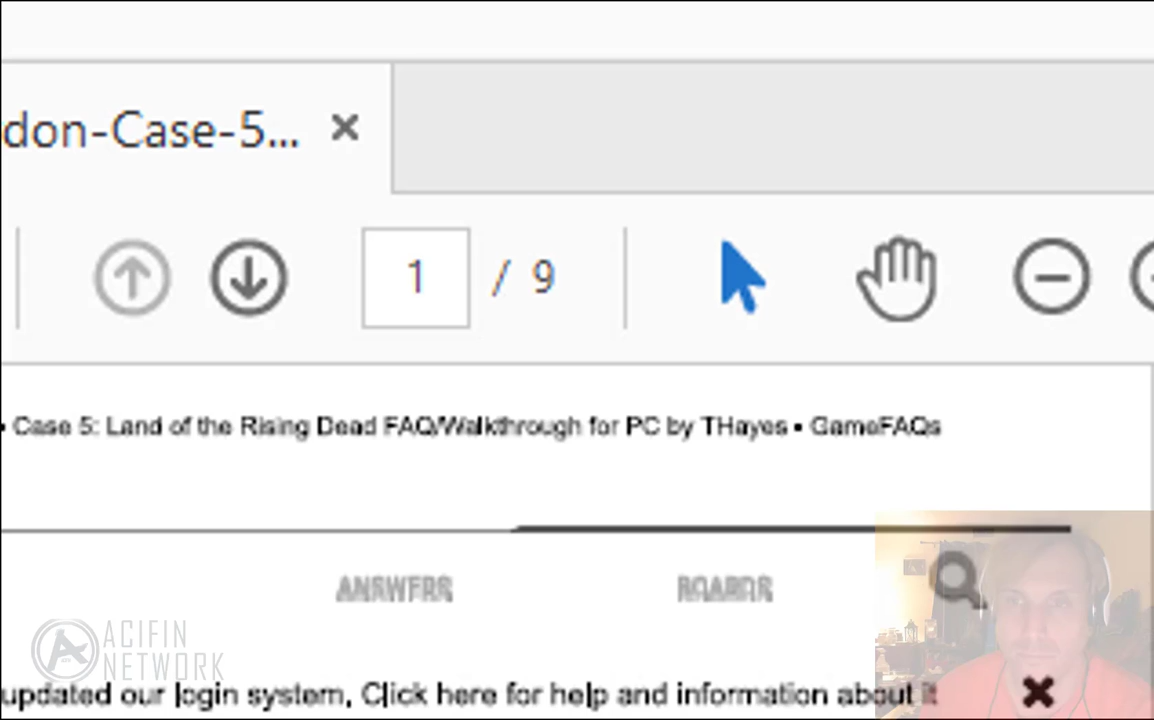 don-Case-5...
1 / 9
• Case 5: Land of the Rising Dead FAQ/Walkthrough for PC by THayes • GameFAQs
ANSWERS BOARDS
ACIFIN
NETWORK
updated our login system, Click here for help and information about it